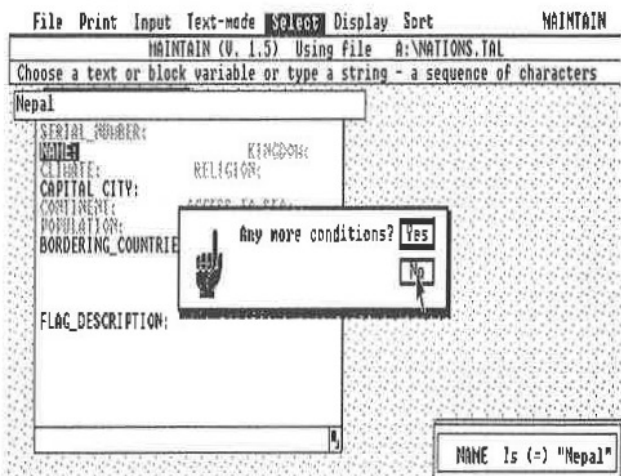 File Print Input Text-mode Select Display Sort MAINTAIN
MAINTAIN (V. 1.5) Using file A:\NATIONS.TAL
Choose a text or block variable or type a string - a sequence of characters
Nepal
SERIAL_NUMBER:
NAME: KINGDOM:
CLIMATE: RELIGION:
CAPITAL CITY:
CONTINENT: ACCESS_TO_SEA:
POPULATION:
BORDERING_COUNTRIE
Any more conditions? Yes
No
FLAG_DESCRIPTION:
NAME Is (=) "Nepal"